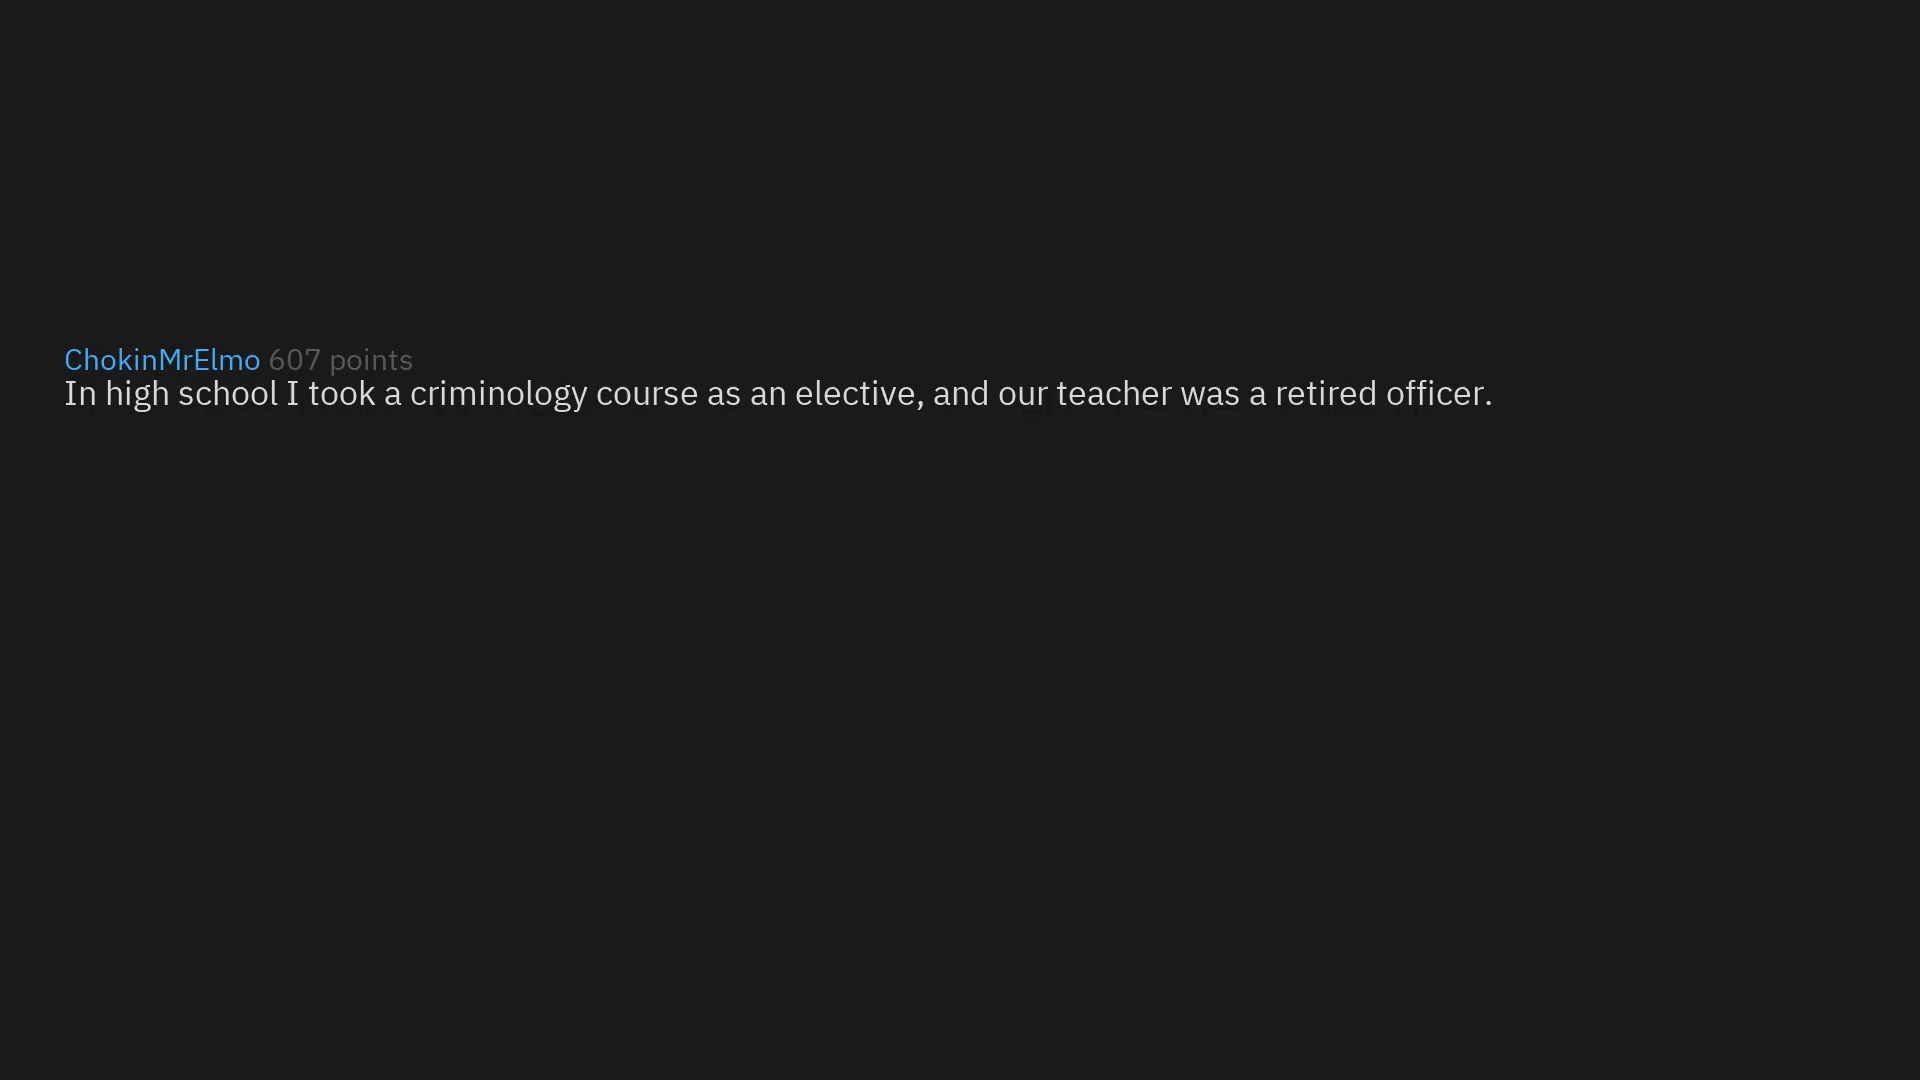 ChokinMrElmo 607 points
In high school I took a criminology course as an elective, and our teacher was a retired officer.